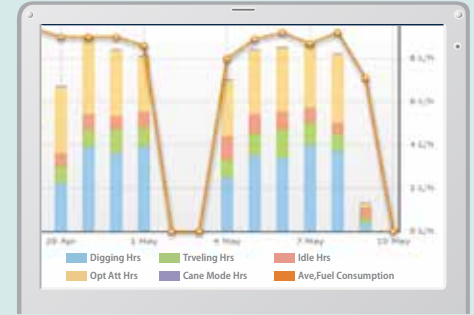 8 L/h
6 L/h
4 L/h
2 L/h
0 L/h
28 Apr 1 May 4 May 7 May 10 May
Digging Hrs Trveling Hrs Idle Hrs
Opt Att Hrs Cane Mode Hrs Ave,Fuel Consumption